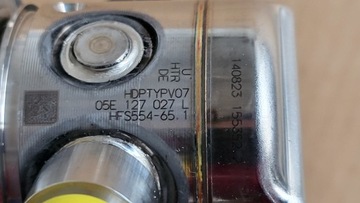 U.
HTR
DE
HDPTYPV07
05E 127 027 L
HFS554-65.1
140823